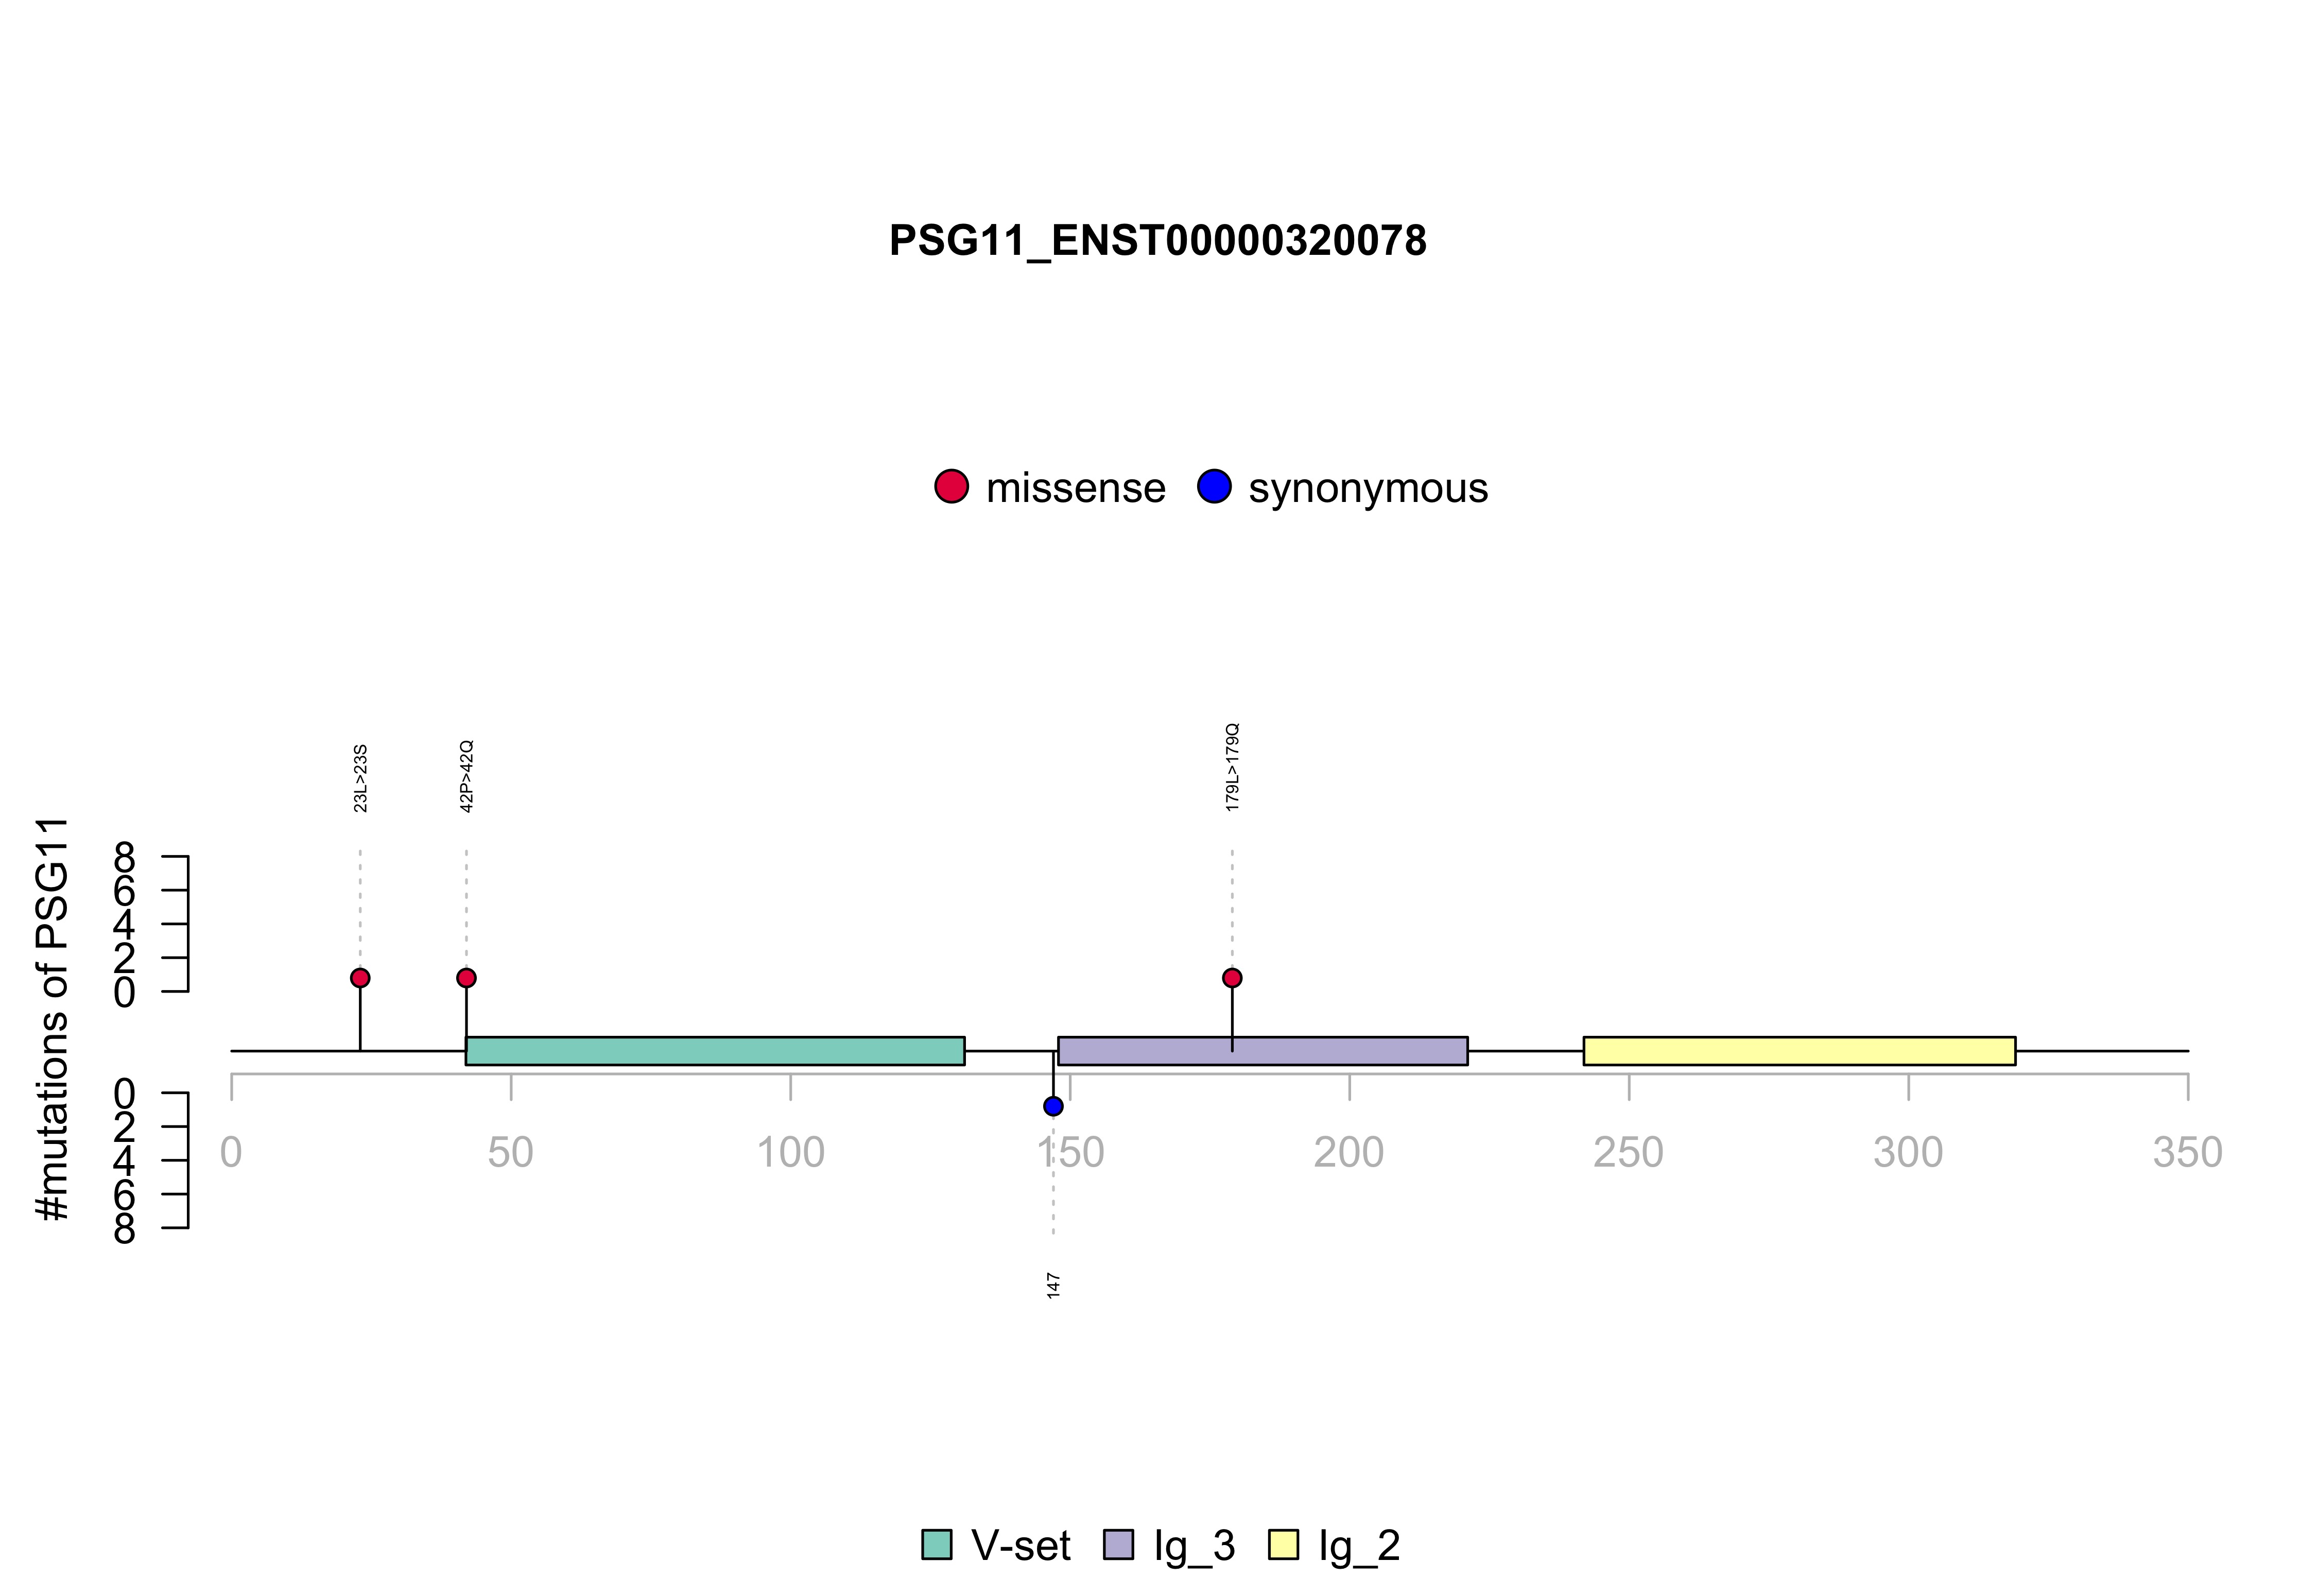 PSG11_ENST00000320078
missense synonymous
23L>23S
42P>42Q
179L>179Q
#mutations of PSG11
8
6
4
2
0
0
2
4
6
8
0 50 100 150 200 250 300 350
147
V-set Ig_3 Ig_2